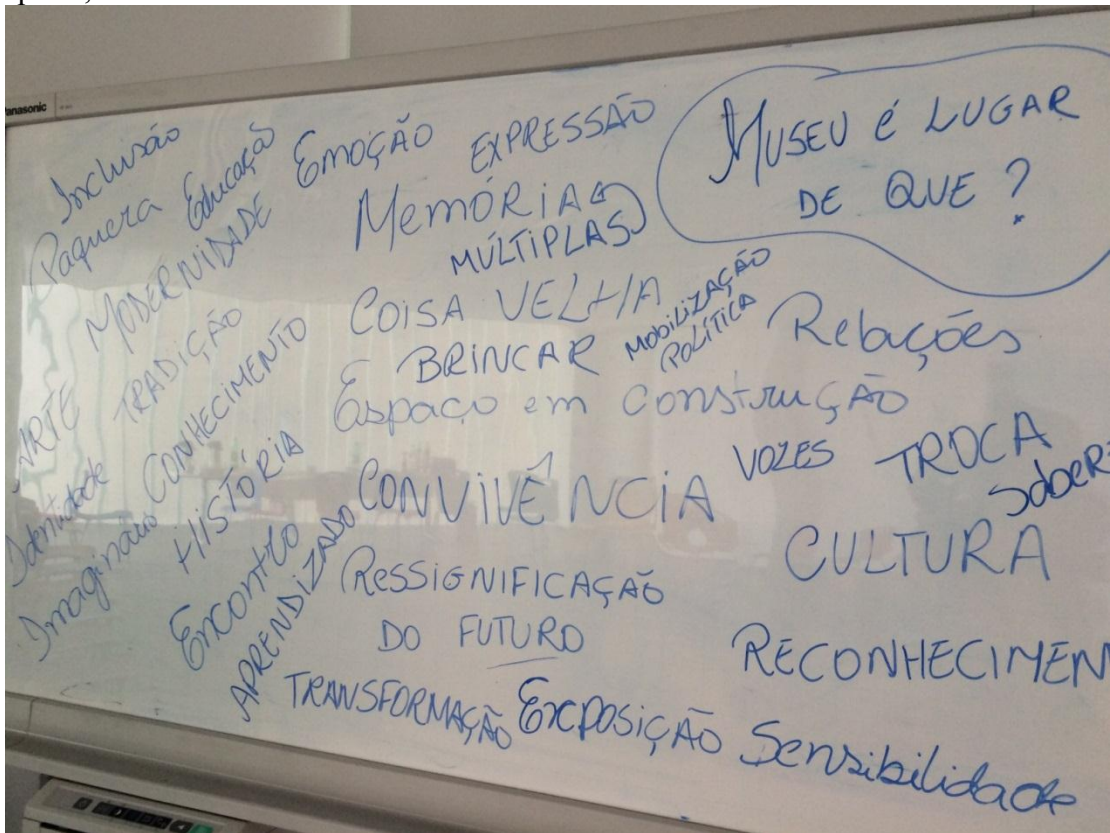 Panasonic
MUSEU É LUGAR
DE QUE?
Inclusão
Paquera
Educação
MODERNIDADE
EMOÇÃO
EXPRESSÃO
MEMÓRIAS
MÚLTIPLAS
COISA VELHA
BRINCAR
MOBILIZAÇÃO
POLÍTICA
Relações
Espaço em construção
ARTE
TRADIÇÃO
CONHECIMENTO
Identidade
Imaginário
HISTÓRIA
Encontro
APRENDIZADO
CONVIVÊNCIA
VOZES
TROCA
SABER
CULTURA
RESSIGNIFICAÇÃO
DO FUTURO
RECONHECIMEN
TRANSFORMAÇÃO
EXPOSIÇÃO
Sensibilidade